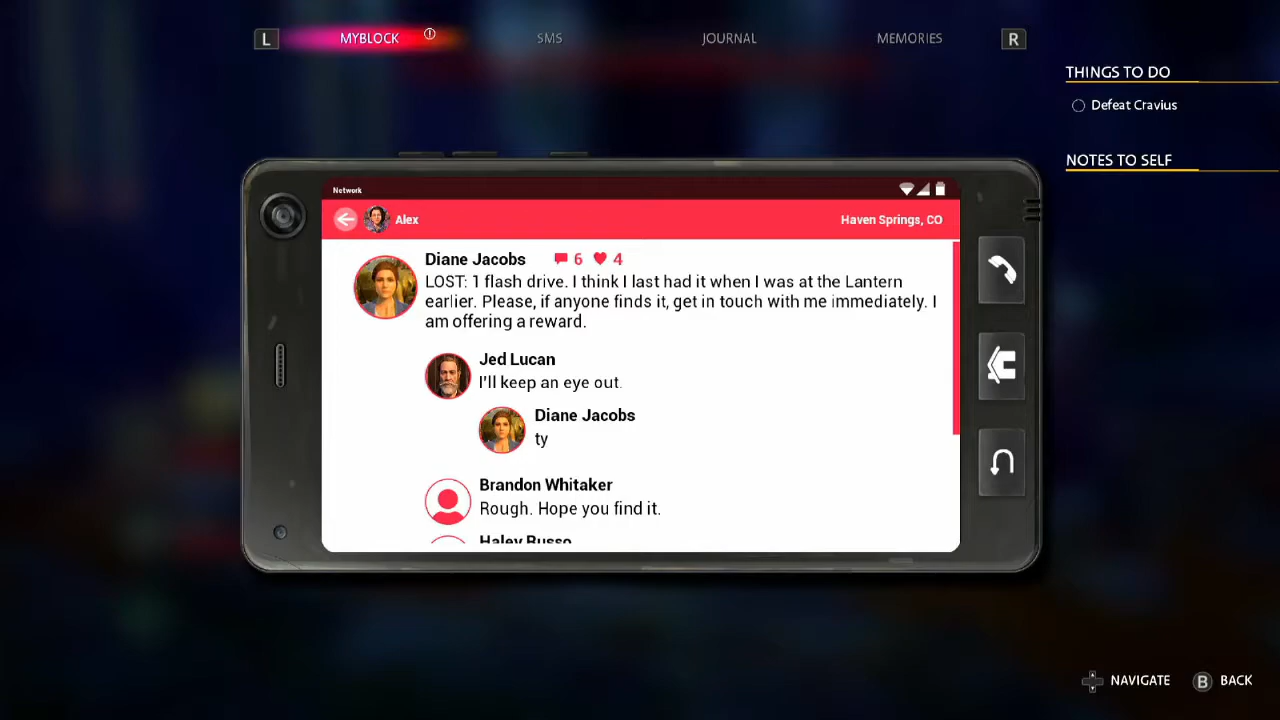 L
MYBLOCK
SMS
JOURNAL
MEMORIES
R
THINGS TO DO
Defeat Cravius
NOTES TO SELF
Network
Alex
Haven Springs, CO
Diane Jacobs 6 4
LOST: 1 flash drive. I think I last had it when I was at the Lantern
earlier. Please, if anyone finds it, get in touch with me immediately. I
am offering a reward.
Jed Lucan
I'll keep an eye out.
Diane Jacobs
ty
Brandon Whitaker
Rough. Hope you find it.
Haley Russo
NAVIGATE
B BACK